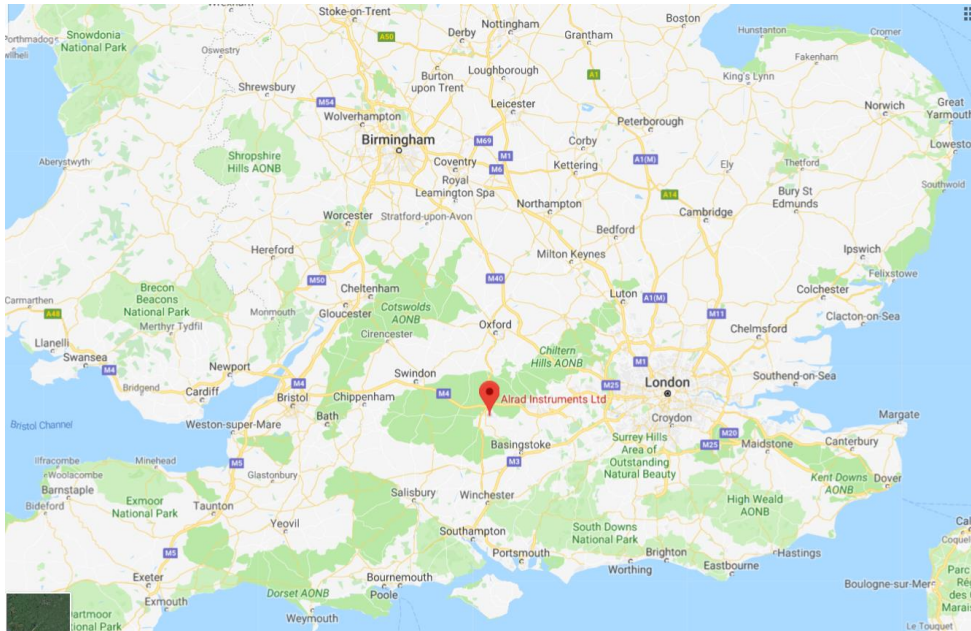 Stoke-on-Trent
Nottingham
Boston
Hunstanton
Cromer
Snowdonia
National Park
Porthmadog
Oswestry
A50
Derby
Grantham
Fakenham
Burton
upon Trent
Loughborough
A1
King's Lynn
Shrewsbury
M54
Wolverhampton
Leicester
Peterborough
Norwich
Great
Yarmouth
Birmingham
M69
M1
M6
Corby
Kettering
A1(M)
Ely
Thetford
Aberystwyth
Shropshire
Hills AONB
Coventry
Royal
Leamington Spa
A14
Bury St
Edmunds
Southwold
Worcester
Stratford-upon-Avon
Northampton
Cambridge
Bedford
Hereford
Milton Keynes
Ipswich
M50
M40
Felixstowe
Carmarthen
A48
Brecon
Beacons
National Park
Merthyr Tydfil
Monmouth
Cheltenham
Gloucester
Cotswolds
AONB
Luton
A1(M)
M11
Colchester
Clacton-on-Sea
Llanelli
Swansea
Cirencester
Oxford
Chelmsford
Chiltern
Hills AONB
M1
M4
Bridgend
Newport
Cardiff
M4
Swindon
M4
M25
London
Southend-on-Sea
Bristol
Chippenham
Alrad Instruments Ltd
Bath
Croydon
Margate
Bristol Channel
Weston-super-Mare
M20
M25
Maidstone
Canterbury
Basingstoke
Surrey Hills
Area of
Outstanding
Natural Beauty
M3
Kent Downs
AONB
Dover
Ilfracombe
Woolacombe
Barnstaple
Bideford
Minehead
M5
Glastonbury
Exmoor
National Park
Taunton
Salisbury
Winchester
High Weald
AONB
Yeovil
Southampton
South Downs
National Park
M5
Portsmouth
Brighton
Worthing
Eastbourne
Hastings
Exeter
Exmouth
Dorset AONB
Bournemouth
Poole
Weymouth
Boulogne-sur-Mer
Le Touquet